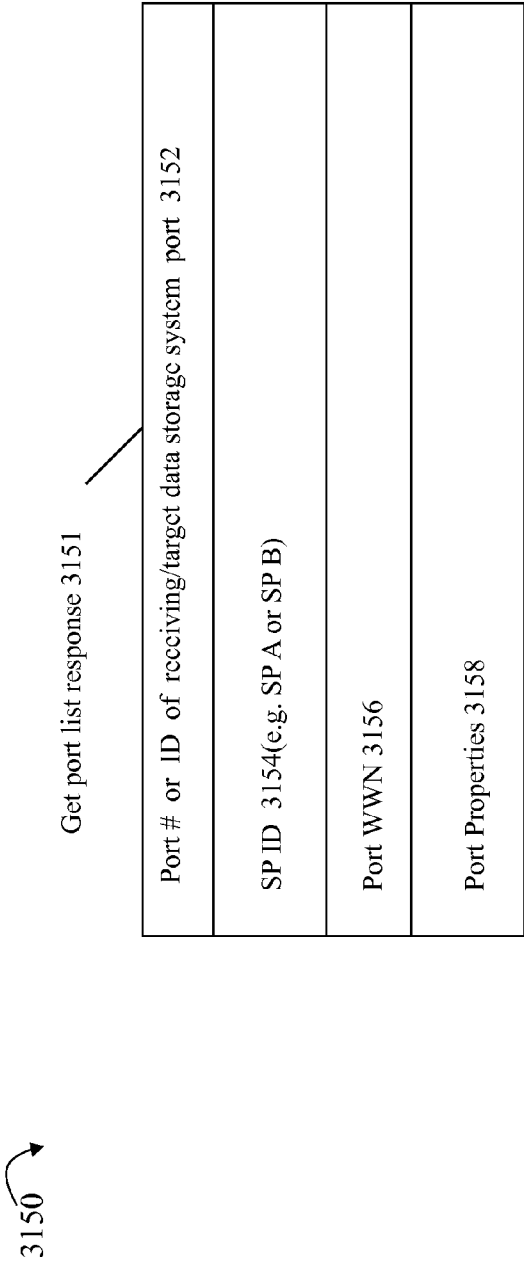 3150
Get port list response 3151
Port # or ID of receiving/target data storage system port 3152
SP ID 3154(e.g. SP A or SP B)
Port WWN 3156
Port Properties 3158